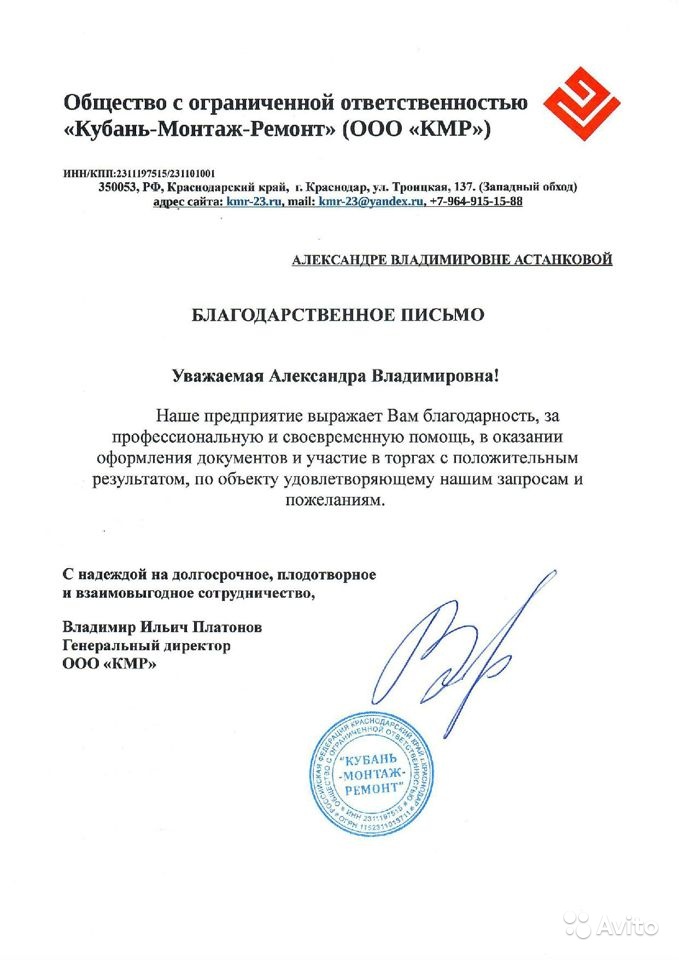 Общество с ограниченной ответственностью
«Кубань-Монтаж-Ремонт» (ООО «КМР»)
ИНН/КПП:2311197515/231101001
350053, РФ, Краснодарский край, г. Краснодар, ул. Троицкая, 137. (Западный обход)
адрес сайта: kmr-23.ru, mail: kmr-23@yandex.ru, +7-964-915-15-88
АЛЕКСАНДРЕ ВЛАДИМИРОВНЕ АСТАНКОВОЙ
БЛАГОДАРСТВЕННОЕ ПИСЬМО
Уважаемая Александра Владимировна!
Наше предприятие выражает Вам благодарность, за
профессиональную и своевременную помощь, в оказании
оформления документов и участие в торгах с положительным
результатом, по объекту удовлетворяющему нашим запросам и
пожеланиям.
С надеждой на долгосрочное, плодотворное
и взаимовыгодное сотрудничество,
Владимир Ильич Платонов
Генеральный директор
ООО «КМР»
РОССИЙСКАЯ ФЕДЕРАЦИЯ КРАСНОДАРСКИЙ КРАЙ г.КРАСНОДАР
ОБЩЕСТВО С ОГРАНИЧЕННОЙ ОТВЕТСТВЕННОСТЬЮ
"КУБАНЬ
-МОНТАЖ-
РЕМОНТ"
ИНН 2311197515
ОГРН
Avito